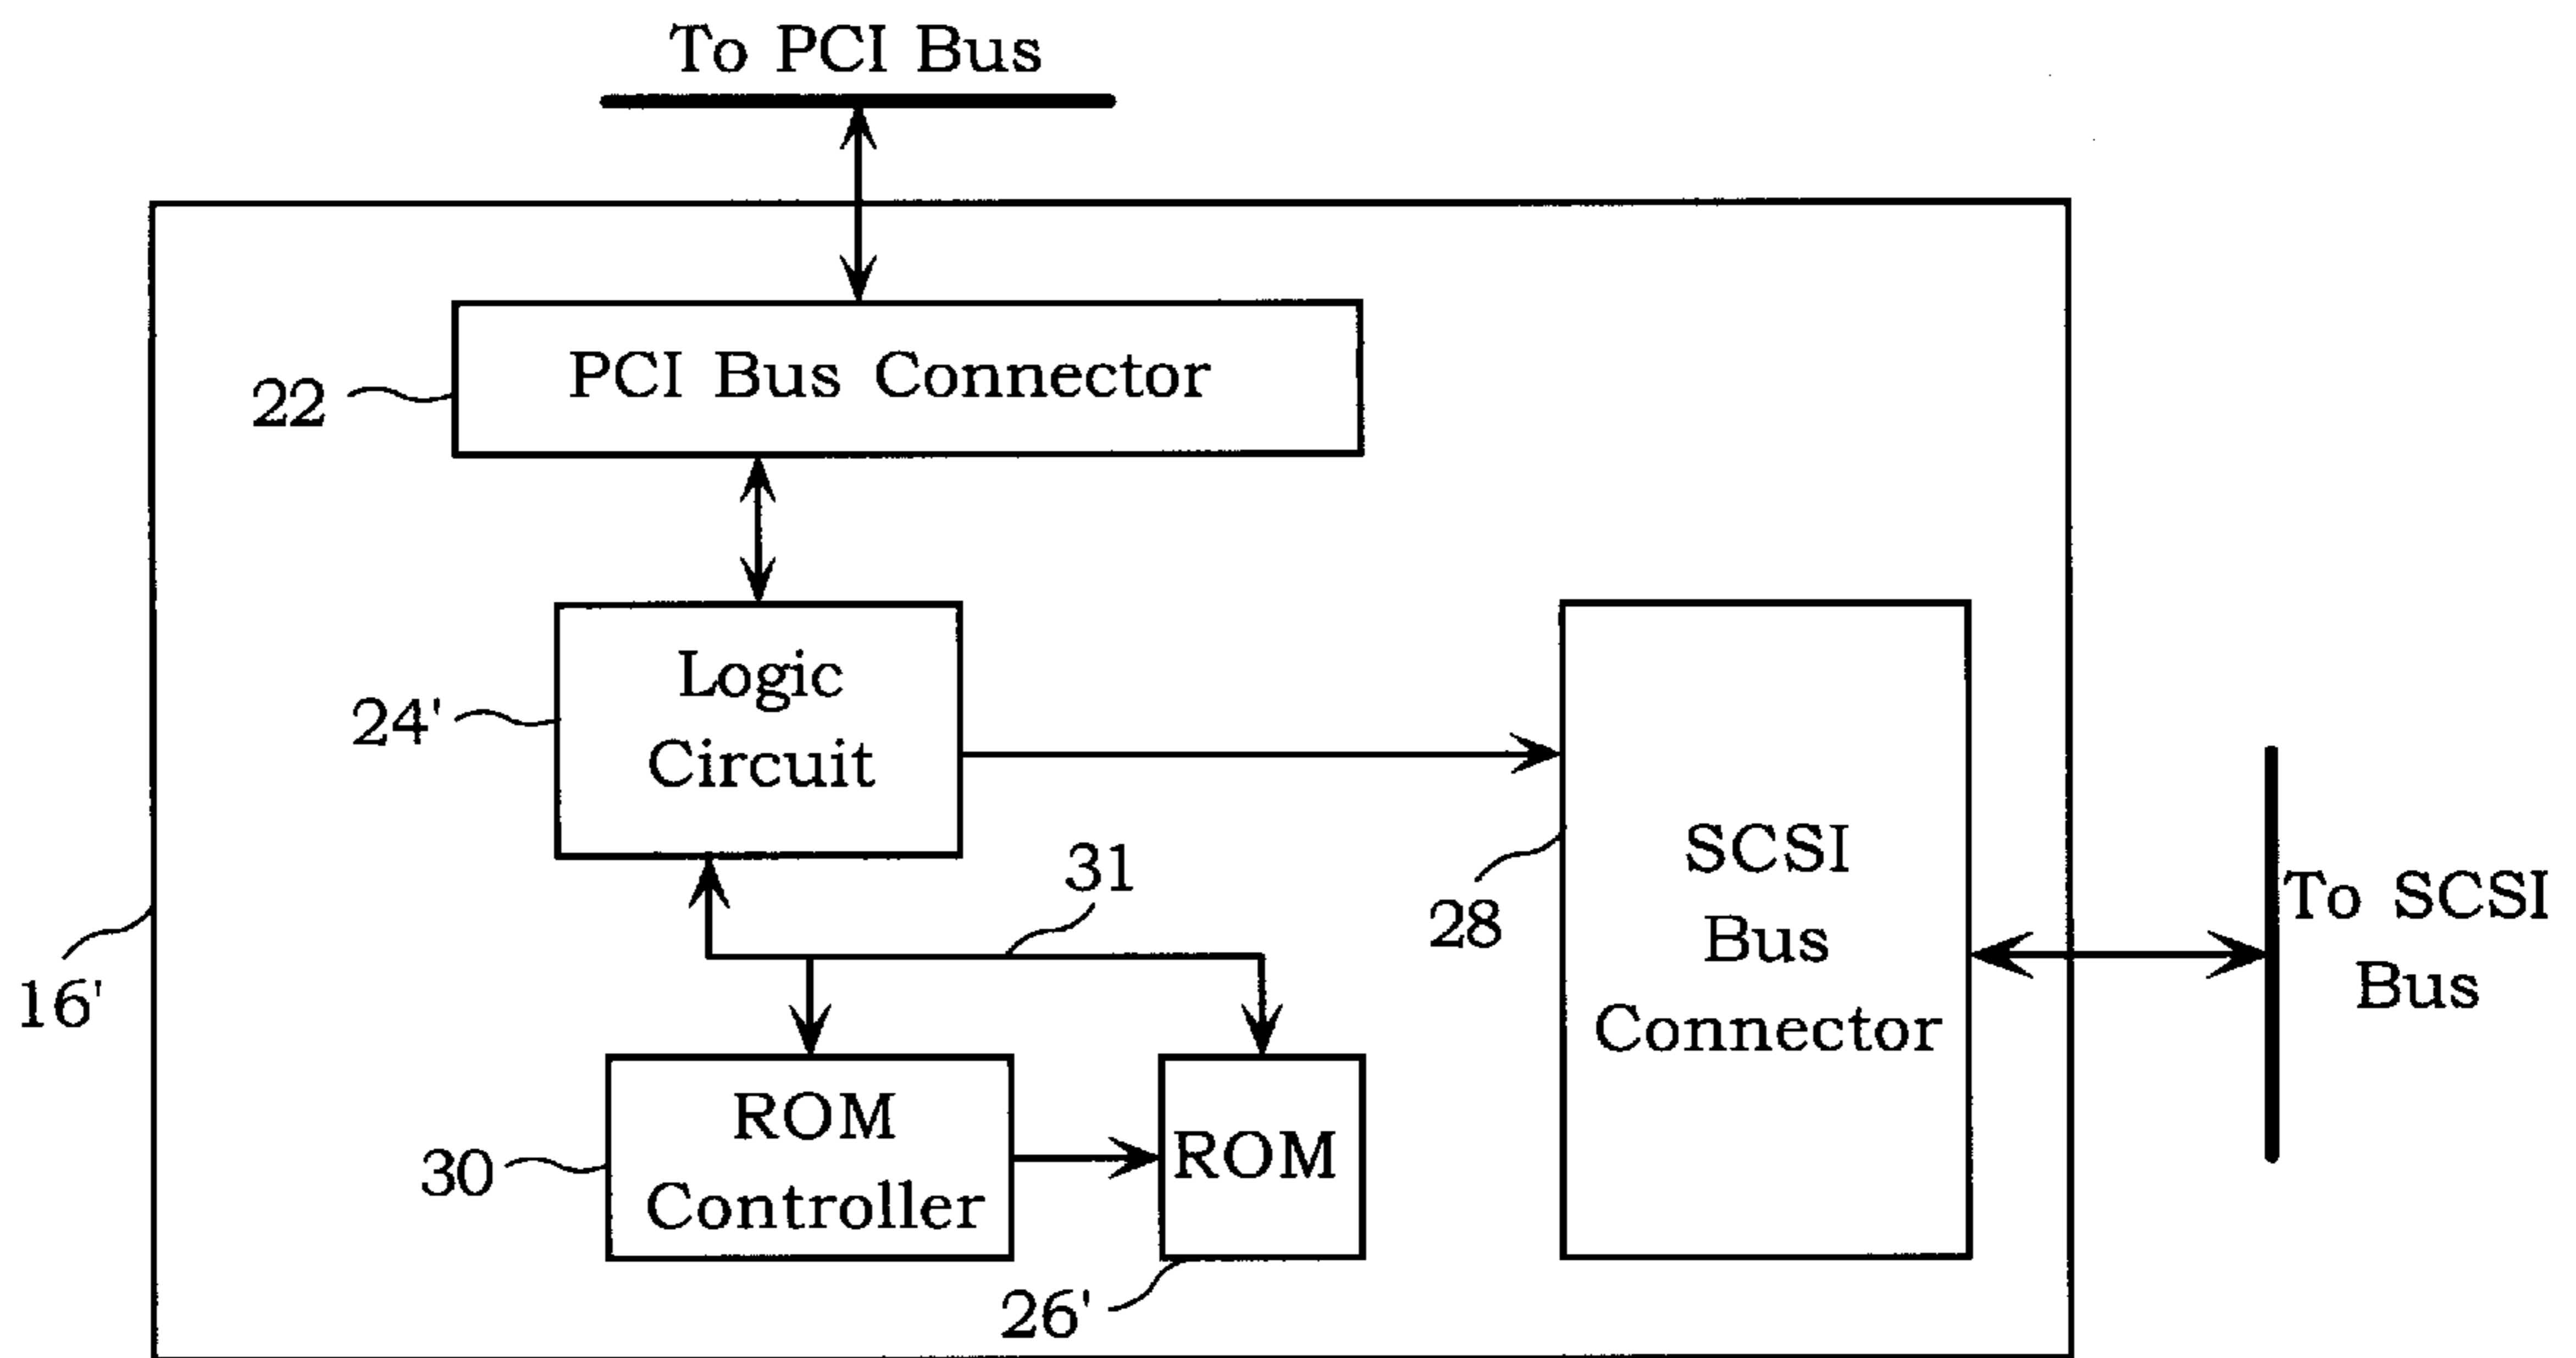 To PCI Bus
PCI Bus Connector
22
Logic
Circuit
24'
31
28
SCSI
Bus
Connector
To SCSI
Bus
16'
ROM
Controller
30
ROM
26'